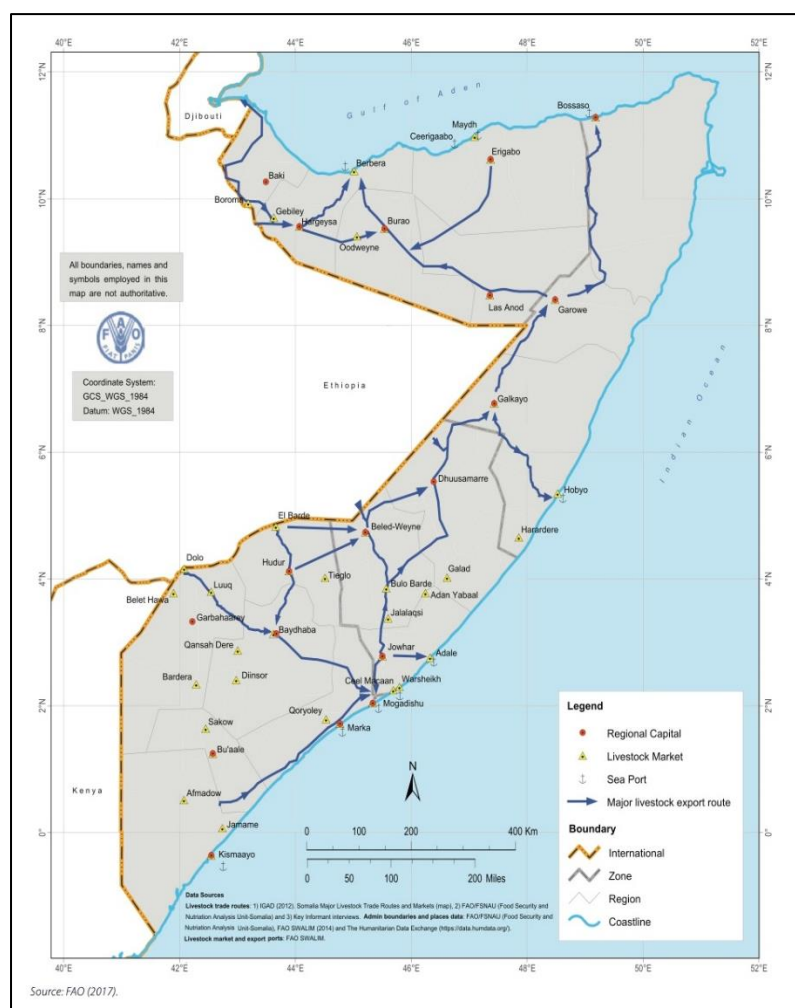 40°E 42°E 44°E 46°E 48°E 50°E 52°E
12°N
Gulf of Aden
Bossaso
Djibouti
Maydh
Ceerigaabo
Berbera
Erigabo
Baki
10°N
Borome
Gebiley
Hargeysa
Burao
Oodweyne
All boundaries, names and
symbols employed in this
map are not authoritative.
Las Anod
Garowe
8°N
FAO
FIAT PANIS
Ethiopia
Coordinate System:
GCS_WGS_1984
Datum: WGS_1984
Indian Ocean
Galkayo
6°N
Dhuusamarre
Hobyo
El Barde
Beled-Weyne
Harardere
Dolo
Hudur
4°N
Tieglo
Galad
Belet Hawa
Luuq
Bulo Barde
Adan Yabaal
Garbahaarey
Jalalaqsi
Baydhaba
Qansah Dere
Jowhar
Adale
Bardera
Diinsor
Ceel Macaan
Warsheikh
2°N
Mogadishu
Qoryoley
Sakow
Marka
Bu'aale
Kenya
Afmadow
Jamame
0°
Kismaayo
N
0 100 200 400 Km
0 50 100 200 Miles
Legend
Regional Capital
Livestock Market
Sea Port
Major livestock export route
Boundary
International
Zone
Region
Coastline
Data Sources
Livestock trade routes: 1) IGAD (2012). Somalia Major Livestock Trade Routes and Markets (map), 2) FAO/FSNAU (Food Security and
Nutriation Analysis Unit-Somalia) and 3) Key Informant interviews. Admin boundaries and places data: FAO/FSNAU (Food Security and
Nutriation Analysis Unit-Somalia), FAO SWALIM (2014) and The Humanitarian Data Exchange (https://data.humdata.org/).
Livestock market and export ports: FAO SWALIM.
40°E 42°E 44°E 46°E 48°E 50°E 52°E
12°N
10°N
8°N
6°N
4°N
2°N
0°
Source: FAO (2017).